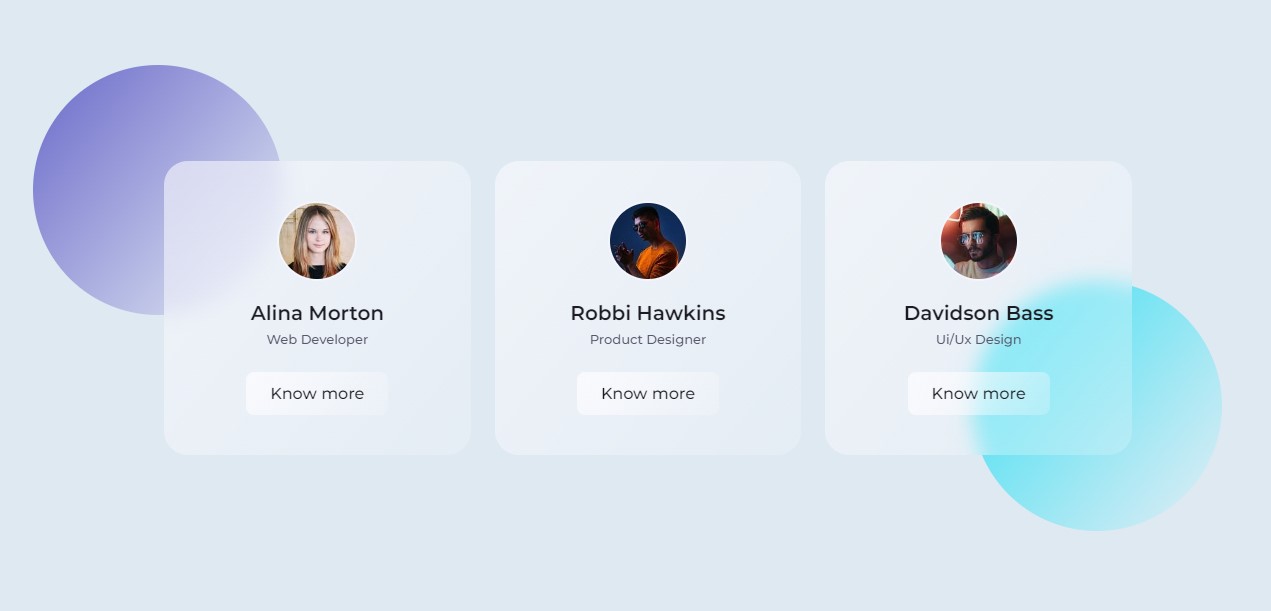 Alina Morton
Web Developer
Know more
Robbi Hawkins
Product Designer
Know more
Davidson Bass
Ui/Ux Design
Know more